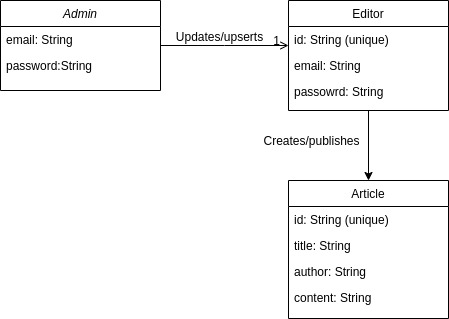 Admin
email: String
password:String
Updates/upserts
1
Editor
id: String (unique)
email: String
passowrd: String
Creates/publishes
Article
id: String (unique)
title: String
author: String
content: String